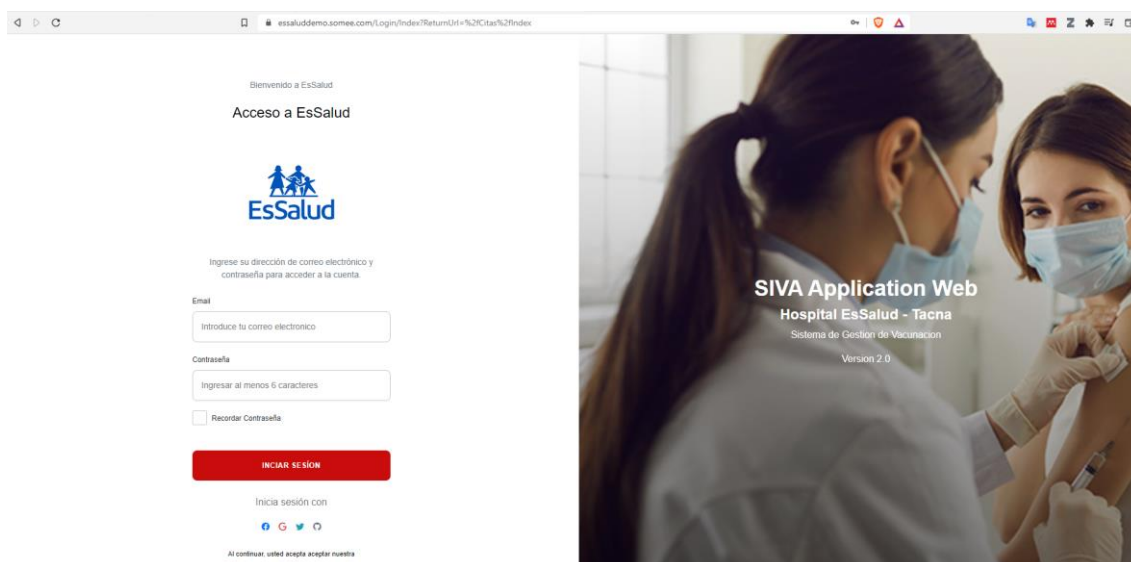 essaluddemo.somee.com/Login/Index?ReturnUrl=%2fCitas%2fIndex
Bienvenido a EsSalud
Acceso a EsSalud
EsSalud
Ingrese su dirección de correo electrónico y
contraseña para acceder a la cuenta.
Email
Introduce tu correo electronico
Contraseña
Ingresar al menos 6 caracteres
Recordar Contraseña
INCIAR SESÍON
Inicia sesión con
Al continuar, usted acepta aceptar nuestra
SIVA Application Web
Hospital EsSalud - Tacna
Sistema de Gestion de Vacunacion
Version 2.0